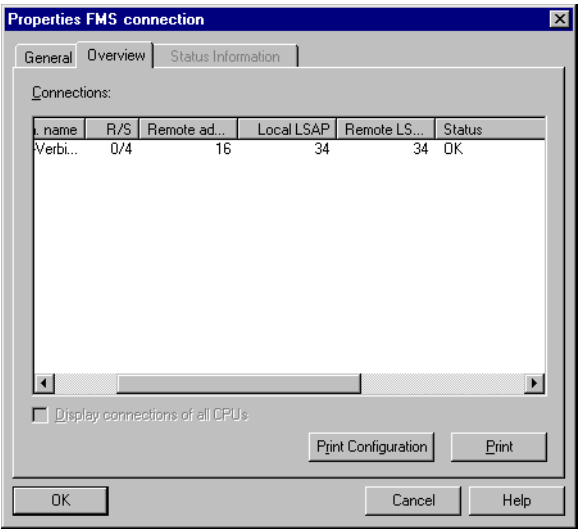 Properties FMS connection
General Overview Status Information
Connections:
. name R/S Remote ad... Local LSAP Remote LS... Status
-Verbi... 0/4 16 34 34 OK
Display connections of all CPUs
Print Configuration Print
OK Cancel Help